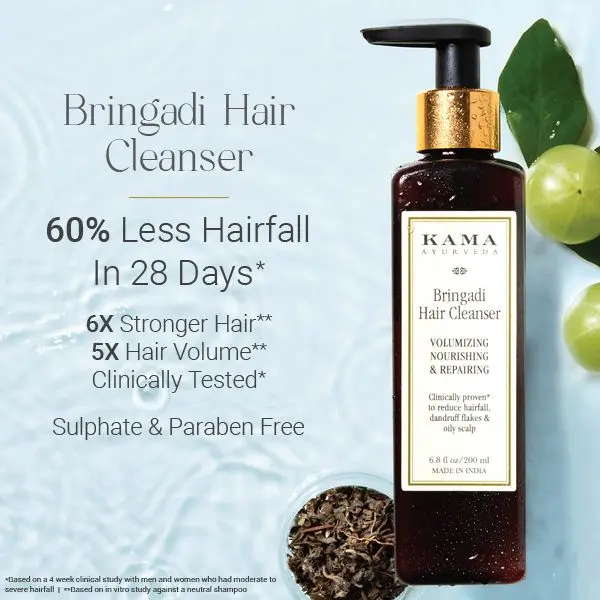 Bringadi Hair
Cleanser
60% Less Hairfall
In 28 Days*
6X Stronger Hair**
5X Hair Volume**
Clinically Tested*
Sulphate & Paraben Free
KAMA
AYURVEDA
Bringadi
Hair Cleanser
VOLUMIZING
NOURISHING
& REPAIRING
Clinically proven*
to reduce hairfall,
dandruff flakes &
oily scalp
6.8 fl oz/200 ml
MADE IN INDIA
*Based on a 4 week clinical study with men and women who had moderate to
severe hairfall | **Based on in vitro study against a neutral shampoo